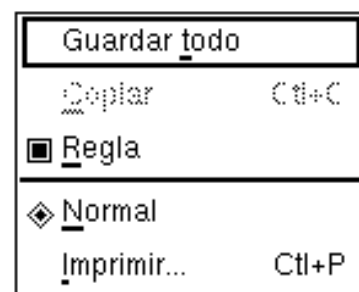 Guardar todo
Copiar Ctl+C
Regla
Normal
Imprimir... Ctl+P